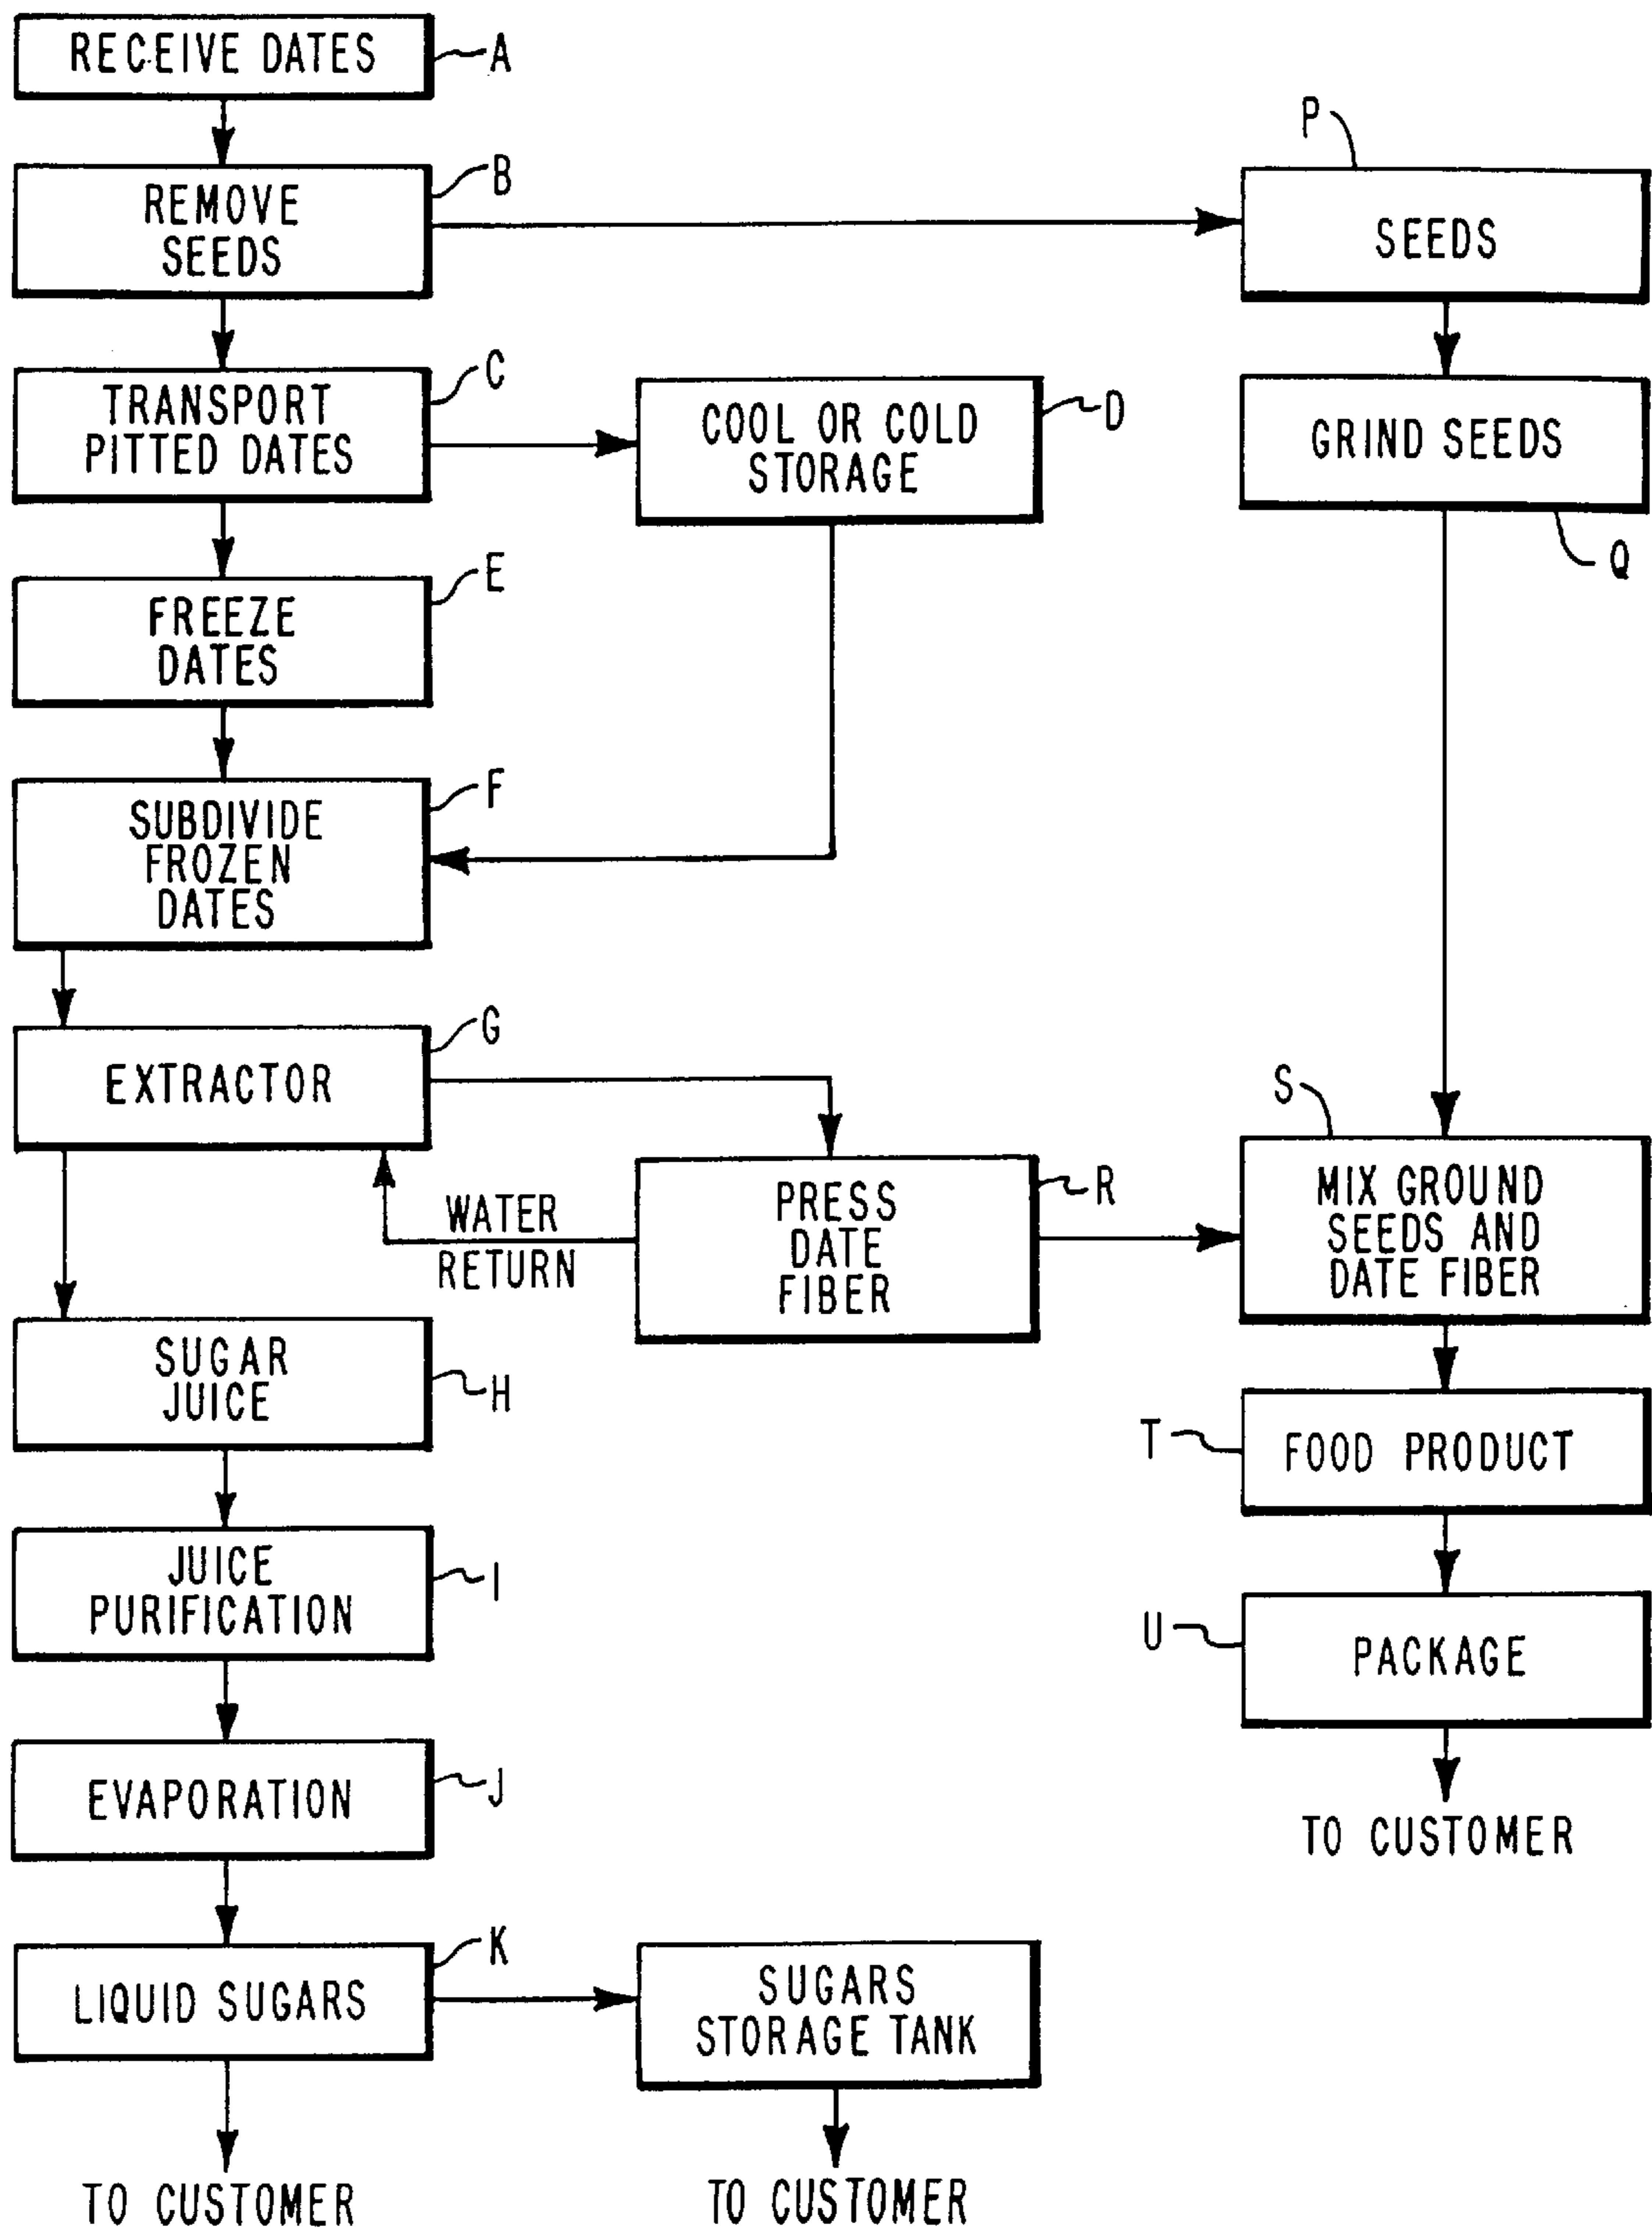 RECEIVE DATES
A
REMOVE
SEEDS
B
P
SEEDS
TRANSPORT
PITTED DATES
C
COOL OR COLD
STORAGE
D
GRIND SEEDS
Q
FREEZE
DATES
E
SUBDIVIDE
FROZEN
DATES
F
EXTRACTOR
G
WATER
RETURN
PRESS
DATE
FIBER
R
S
MIX GROUND
SEEDS AND
DATE FIBER
SUGAR
JUICE
H
T
FOOD PRODUCT
JUICE
PURIFICATION
I
U
PACKAGE
TO CUSTOMER
EVAPORATION
J
LIQUID SUGARS
K
SUGARS
STORAGE TANK
TO CUSTOMER
TO CUSTOMER